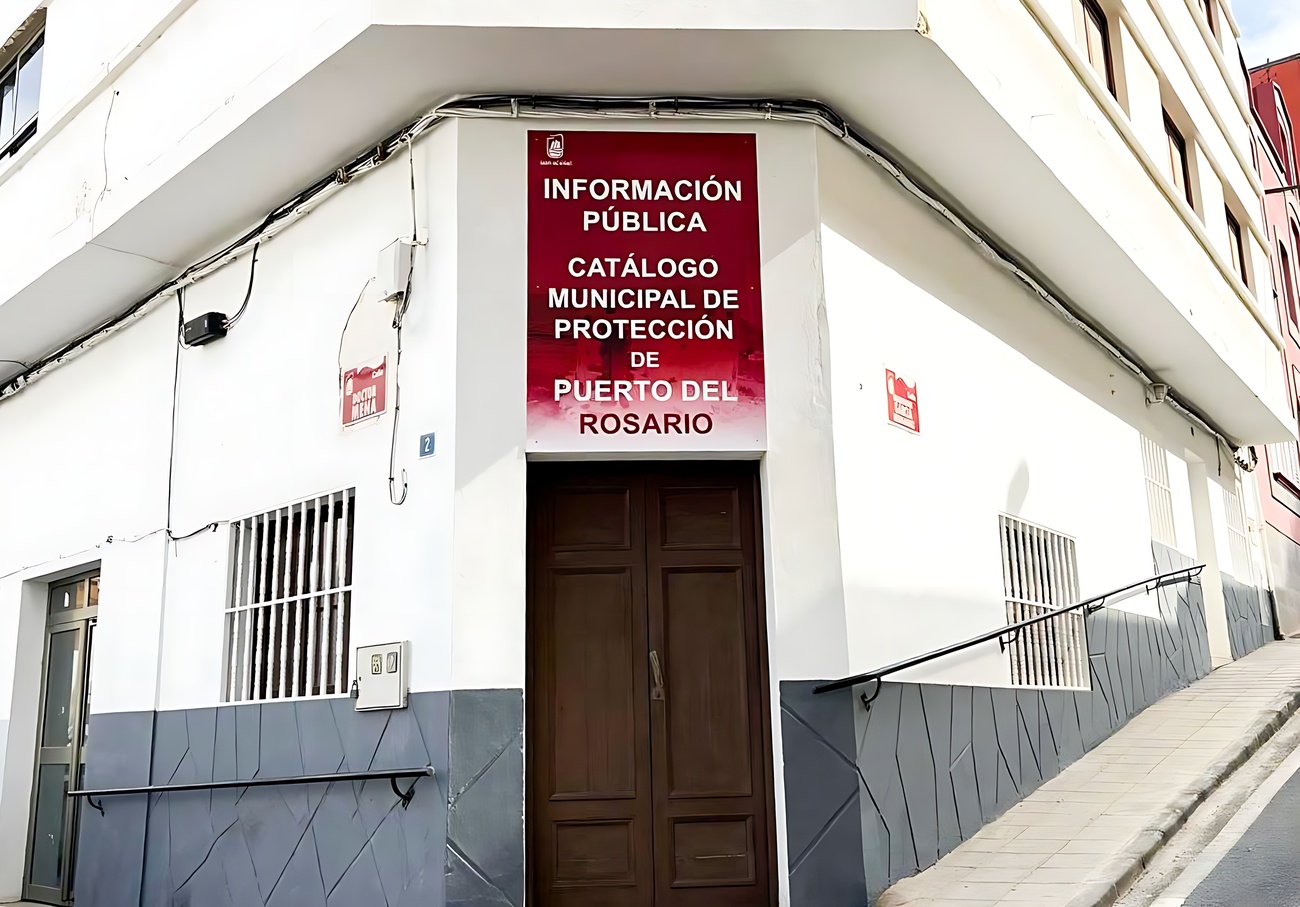 INFORMACIÓN
PÚBLICA
CATÁLOGO
MUNICIPAL DE
PROTECCIÓN
DE
PUERTO DEL
ROSARIO
Calle
DOCTOR
MENA
2